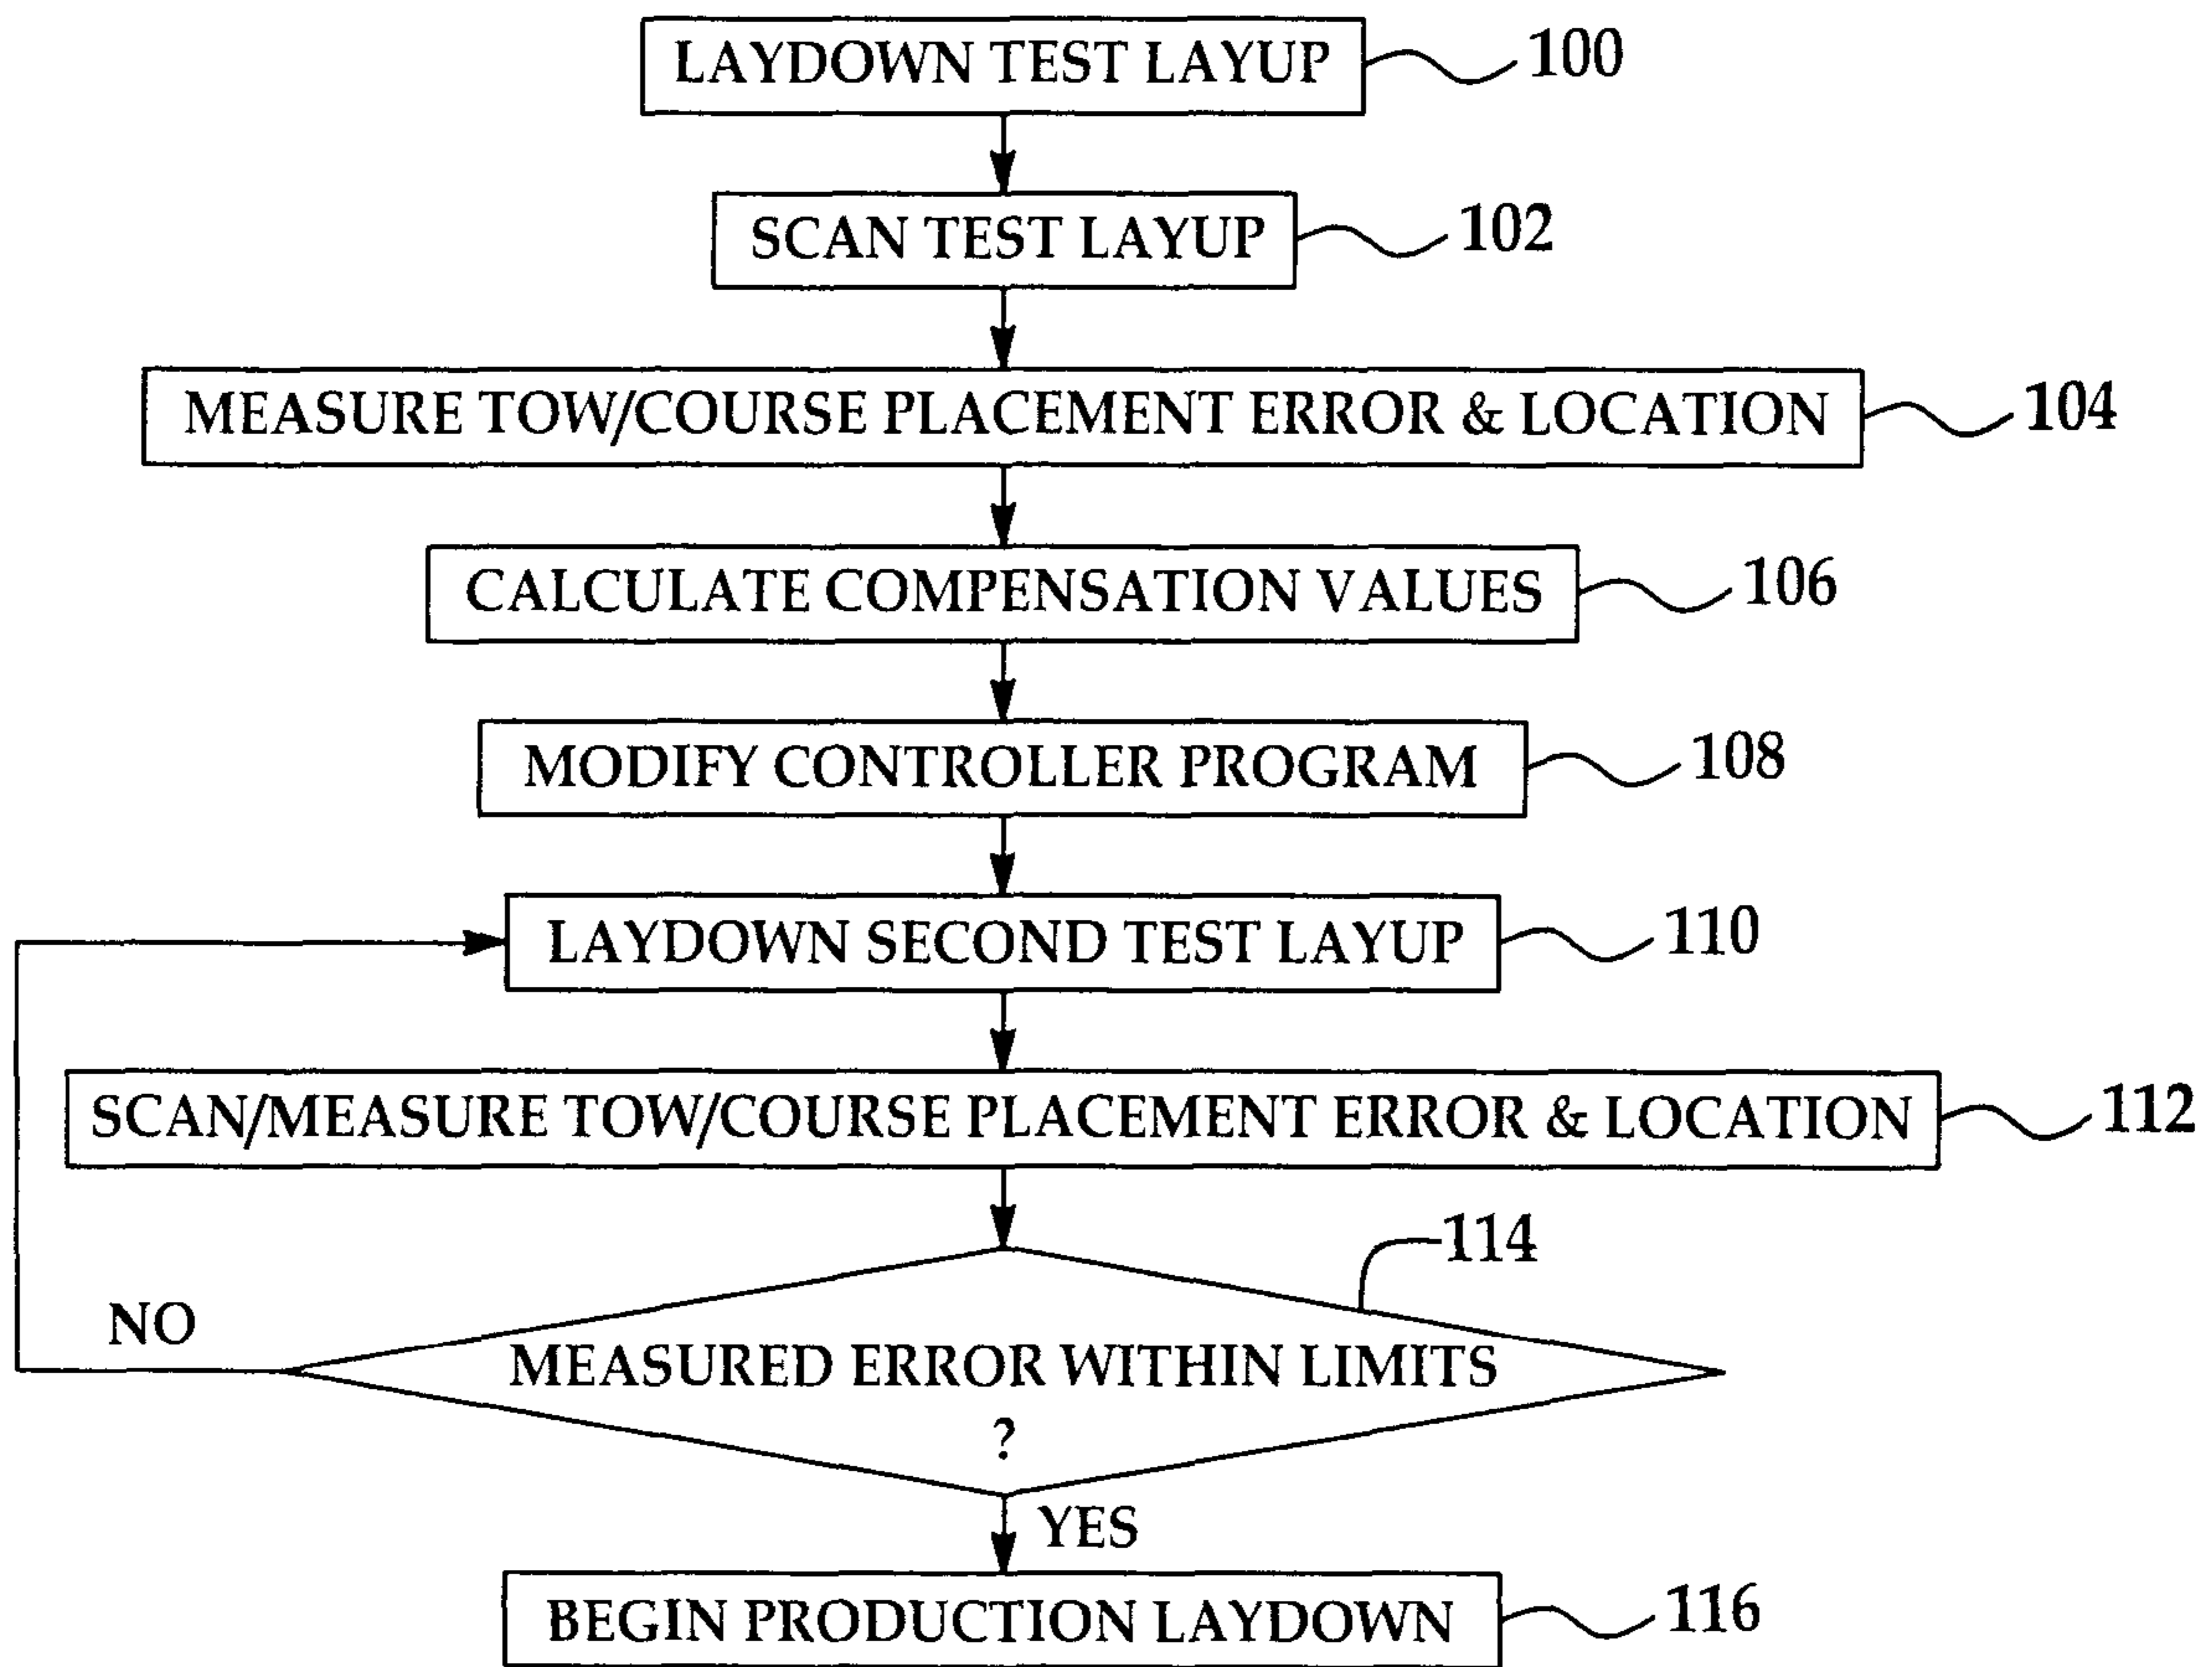 LAYDOWN TEST LAYUP
100
SCAN TEST LAYUP
102
MEASURE TOW/COURSE PLACEMENT ERROR & LOCATION
104
CALCULATE COMPENSATION VALUES
106
MODIFY CONTROLLER PROGRAM
108
LAYDOWN SECOND TEST LAYUP
110
SCAN/MEASURE TOW/COURSE PLACEMENT ERROR & LOCATION
112
114
NO
MEASURED ERROR WITHIN LIMITS
?
YES
BEGIN PRODUCTION LAYDOWN
116